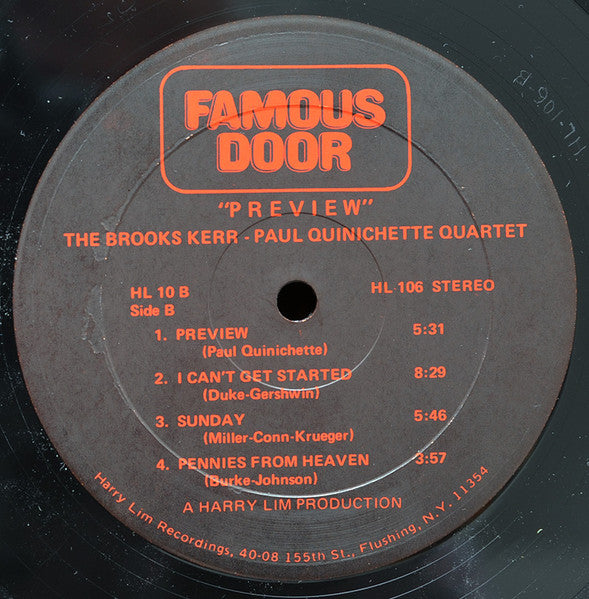 FAMOUS
DOOR
"PREVIEW"
THE BROOKS KERR - PAUL QUINICHETTE QUARTET
HL 10 B HL 106 STEREO
Side B
1. PREVIEW 5:31
(Paul Quinichette)
2. I CAN'T GET STARTED 8:29
(Duke-Gershwin)
3. SUNDAY 5:46
(Miller-Conn-Krueger)
4. PENNIES FROM HEAVEN 3:57
(Burke-Johnson)
A HARRY LIM PRODUCTION
Harry Lim Recordings, 40-08 155th St., Flushing, N.Y. 11354
HL-106-B